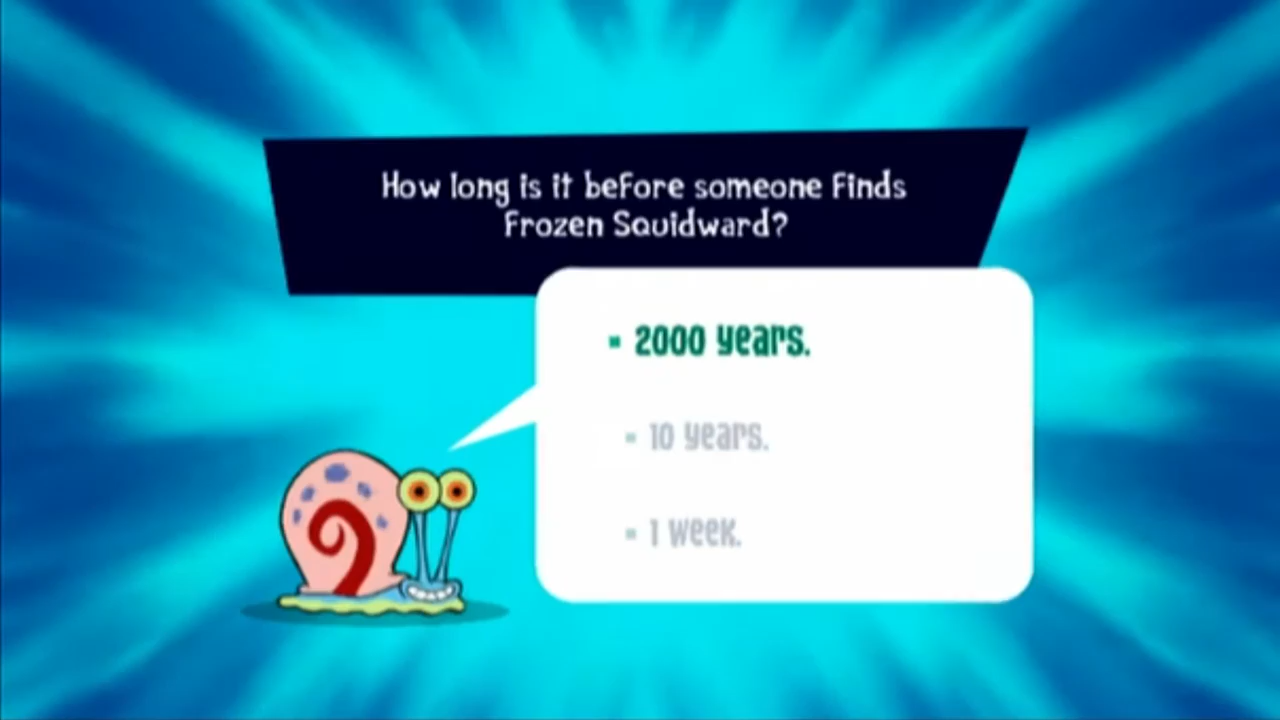 How long is it before someone finds
Frozen Squidward?
▪ 2000 years.
▪ 10 years.
▪ 1 week.